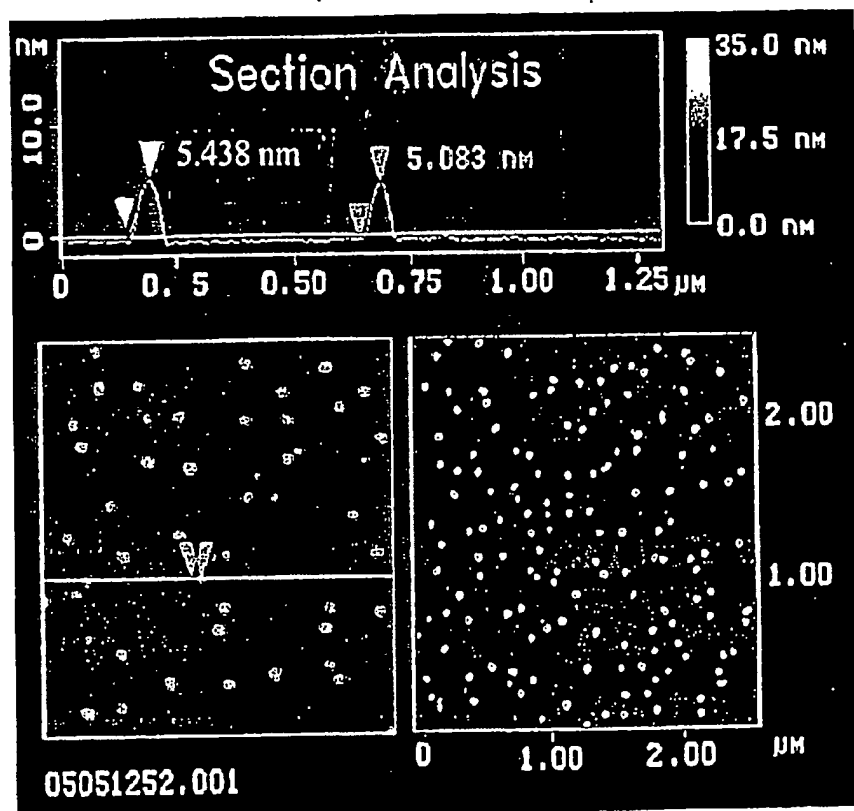 nm
Section Analysis
35.0 nm
10.0
5.438 nm
5.083 nm
17.5 nm
0
0.0 nm
0 0.5 0.50 0.75 1.00 1.25 µm
2.00
1.00
0 1.00 2.00 µm
05051252.001